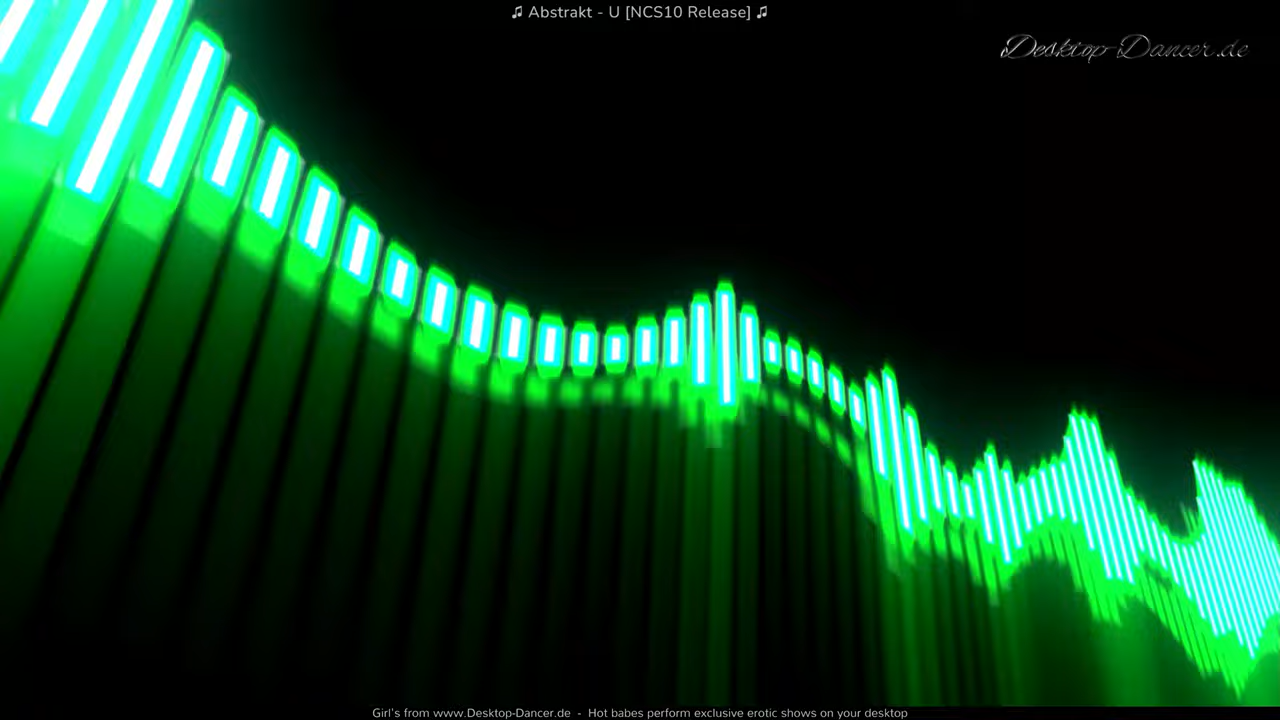 ♫ Abstrakt - U [NCS10 Release] ♫
Desktop-Dancer.de
Girl's from www.Desktop-Dancer.de - Hot babes perform exclusive erotic shows on your desktop